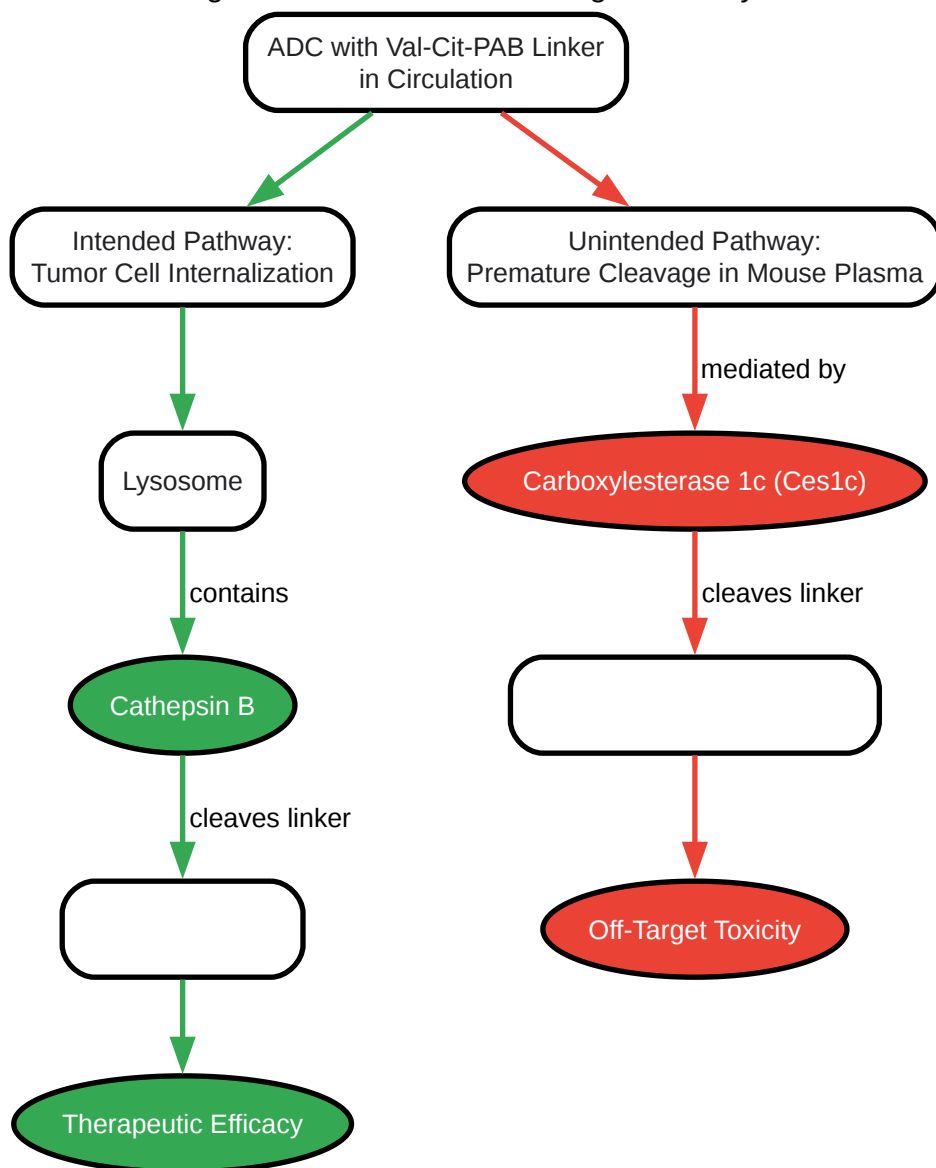 ADC with Val-Cit-PAB Linker
in Circulation
Intended Pathway:
Tumor Cell Internalization
Unintended Pathway:
Premature Cleavage in Mouse Plasma
mediated by
Lysosome
Carboxylesterase 1c (Ces1c)
contains
cleaves linker
Cathepsin B
cleaves linker
Off-Target Toxicity
Therapeutic Efficacy